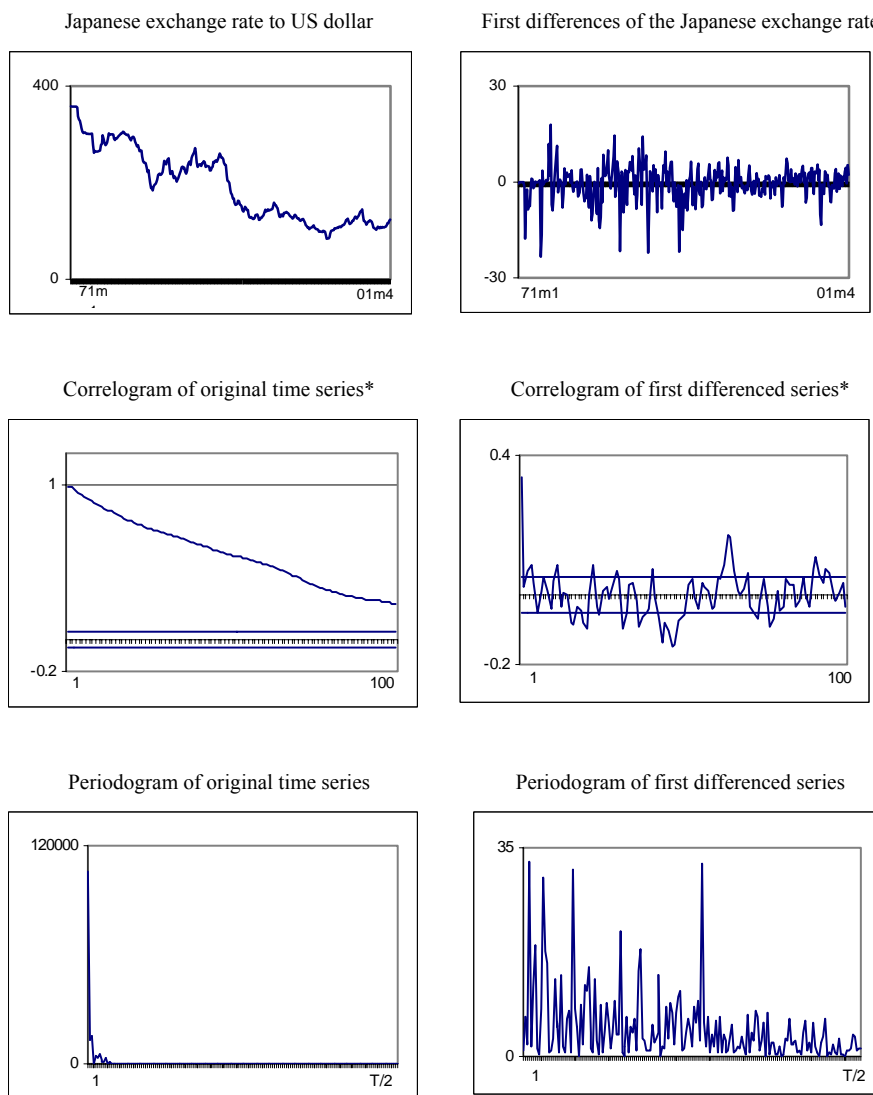 Japanese exchange rate to US dollar
First differences of the Japanese exchange rate
400
0
71m
01m4
30
0
-30
71m1
01m4
Correlogram of original time series*
Correlogram of first differenced series*
1
-0.2
1
100
0.4
-0.2
1
100
Periodogram of original time series
Periodogram of first differenced series
120000
0
1
T/2
35
0
1
T/2